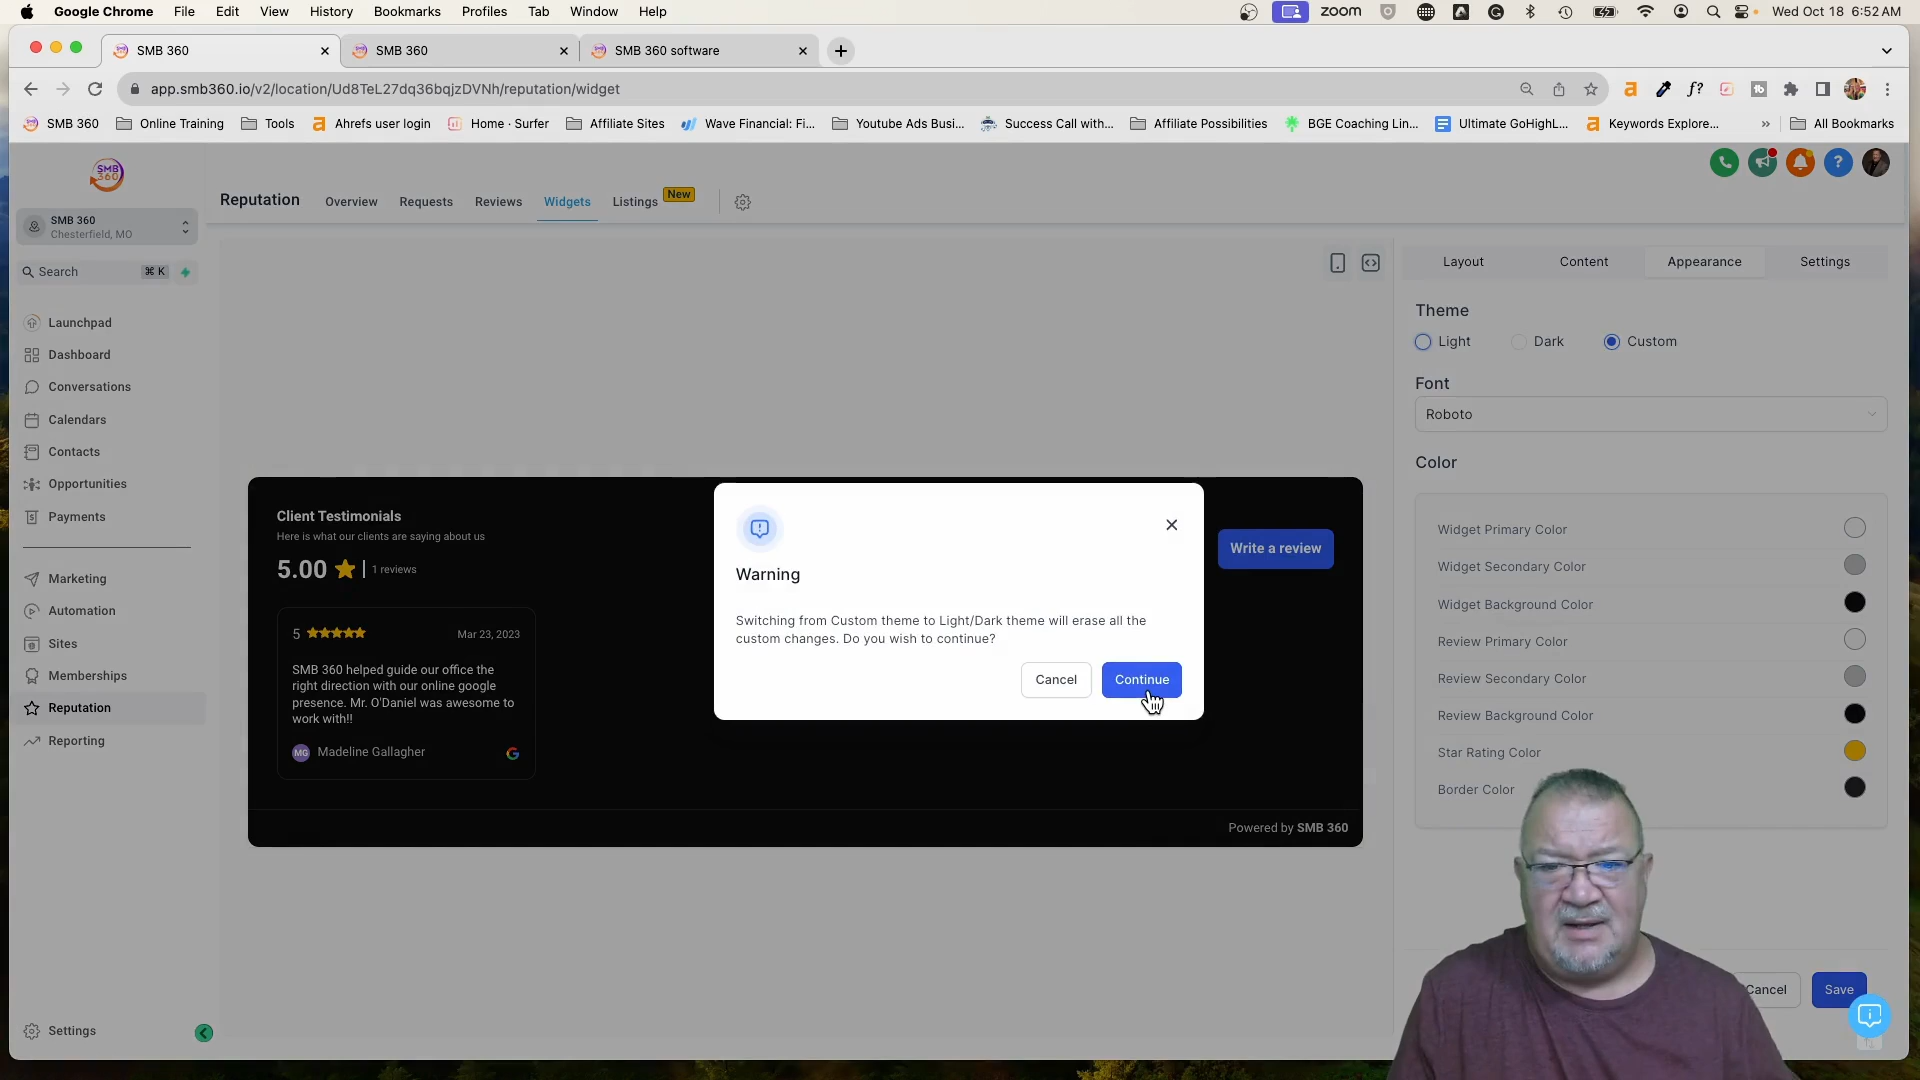 Google Chrome File Edit View History Bookmarks Profiles Tab Window Help zoom Wed Oct 18 6:52 AM
SMB 360
SMB 360
SMB 360 software
app.smb360.io/v2/location/Ud8TeL27dq36bqjzDVNh/reputation/widget
SMB 360 Online Training Tools Ahrefs user login Home · Surfer Affiliate Sites Wave Financial: Fi... Youtube Ads Busi... Success Call with... Affiliate Possibilities BGE Coaching Lin... Ultimate GoHighL... Keywords Explore... » All Bookmarks
SMB
360
SMB 360
Chesterfield, MO
Search ⌘ K
Launchpad
Dashboard
Conversations
Calendars
Contacts
Opportunities
Payments
Marketing
Automation
Sites
Memberships
Reputation
Reporting
Settings
Reputation Overview Requests Reviews Widgets Listings New
Client Testimonials
Here is what our clients are saying about us
5.00 | 1 reviews
Write a review
5 Mar 23, 2023
SMB 360 helped guide our office the
right direction with our online google
presence. Mr. O'Daniel was awesome to
work with!!
MG Madeline Gallagher
Powered by SMB 360
Warning
Switching from Custom theme to Light/Dark theme will erase all the
custom changes. Do you wish to continue?
Cancel Continue
Layout Content Appearance Settings
Theme
Light Dark Custom
Font
Roboto
Color
Widget Primary Color
Widget Secondary Color
Widget Background Color
Review Primary Color
Review Secondary Color
Review Background Color
Star Rating Color
Border Color
Cancel Save